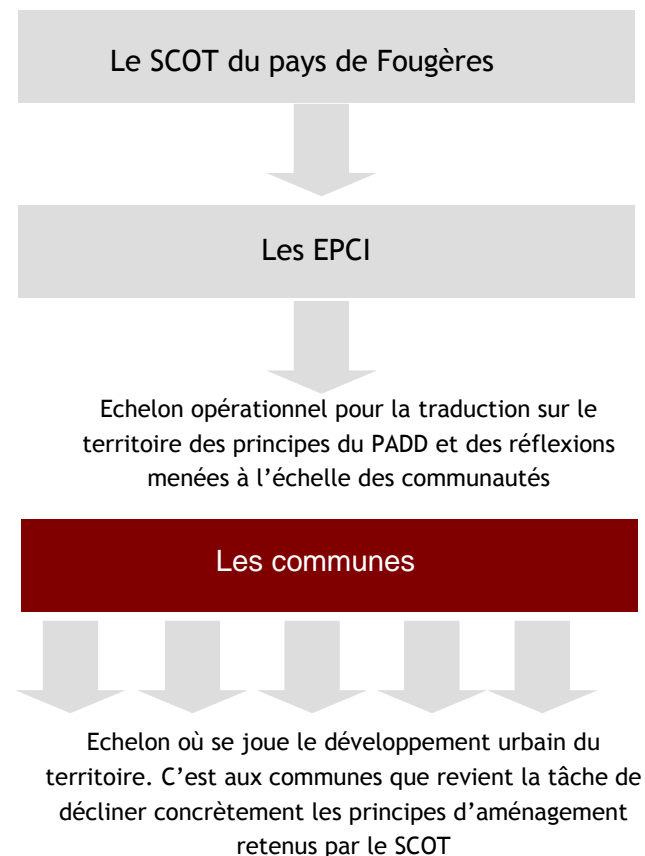 Le SCOT du pays de Fougères
Les EPCI
Echelon opérationnel pour la traduction sur le
territoire des principes du PADD et des réflexions
menées à l’échelle des communautés
Les communes
Echelon où se joue le développement urbain du
territoire. C’est aux communes que revient la tâche de
décliner concrètement les principes d’aménagement
retenus par le SCOT